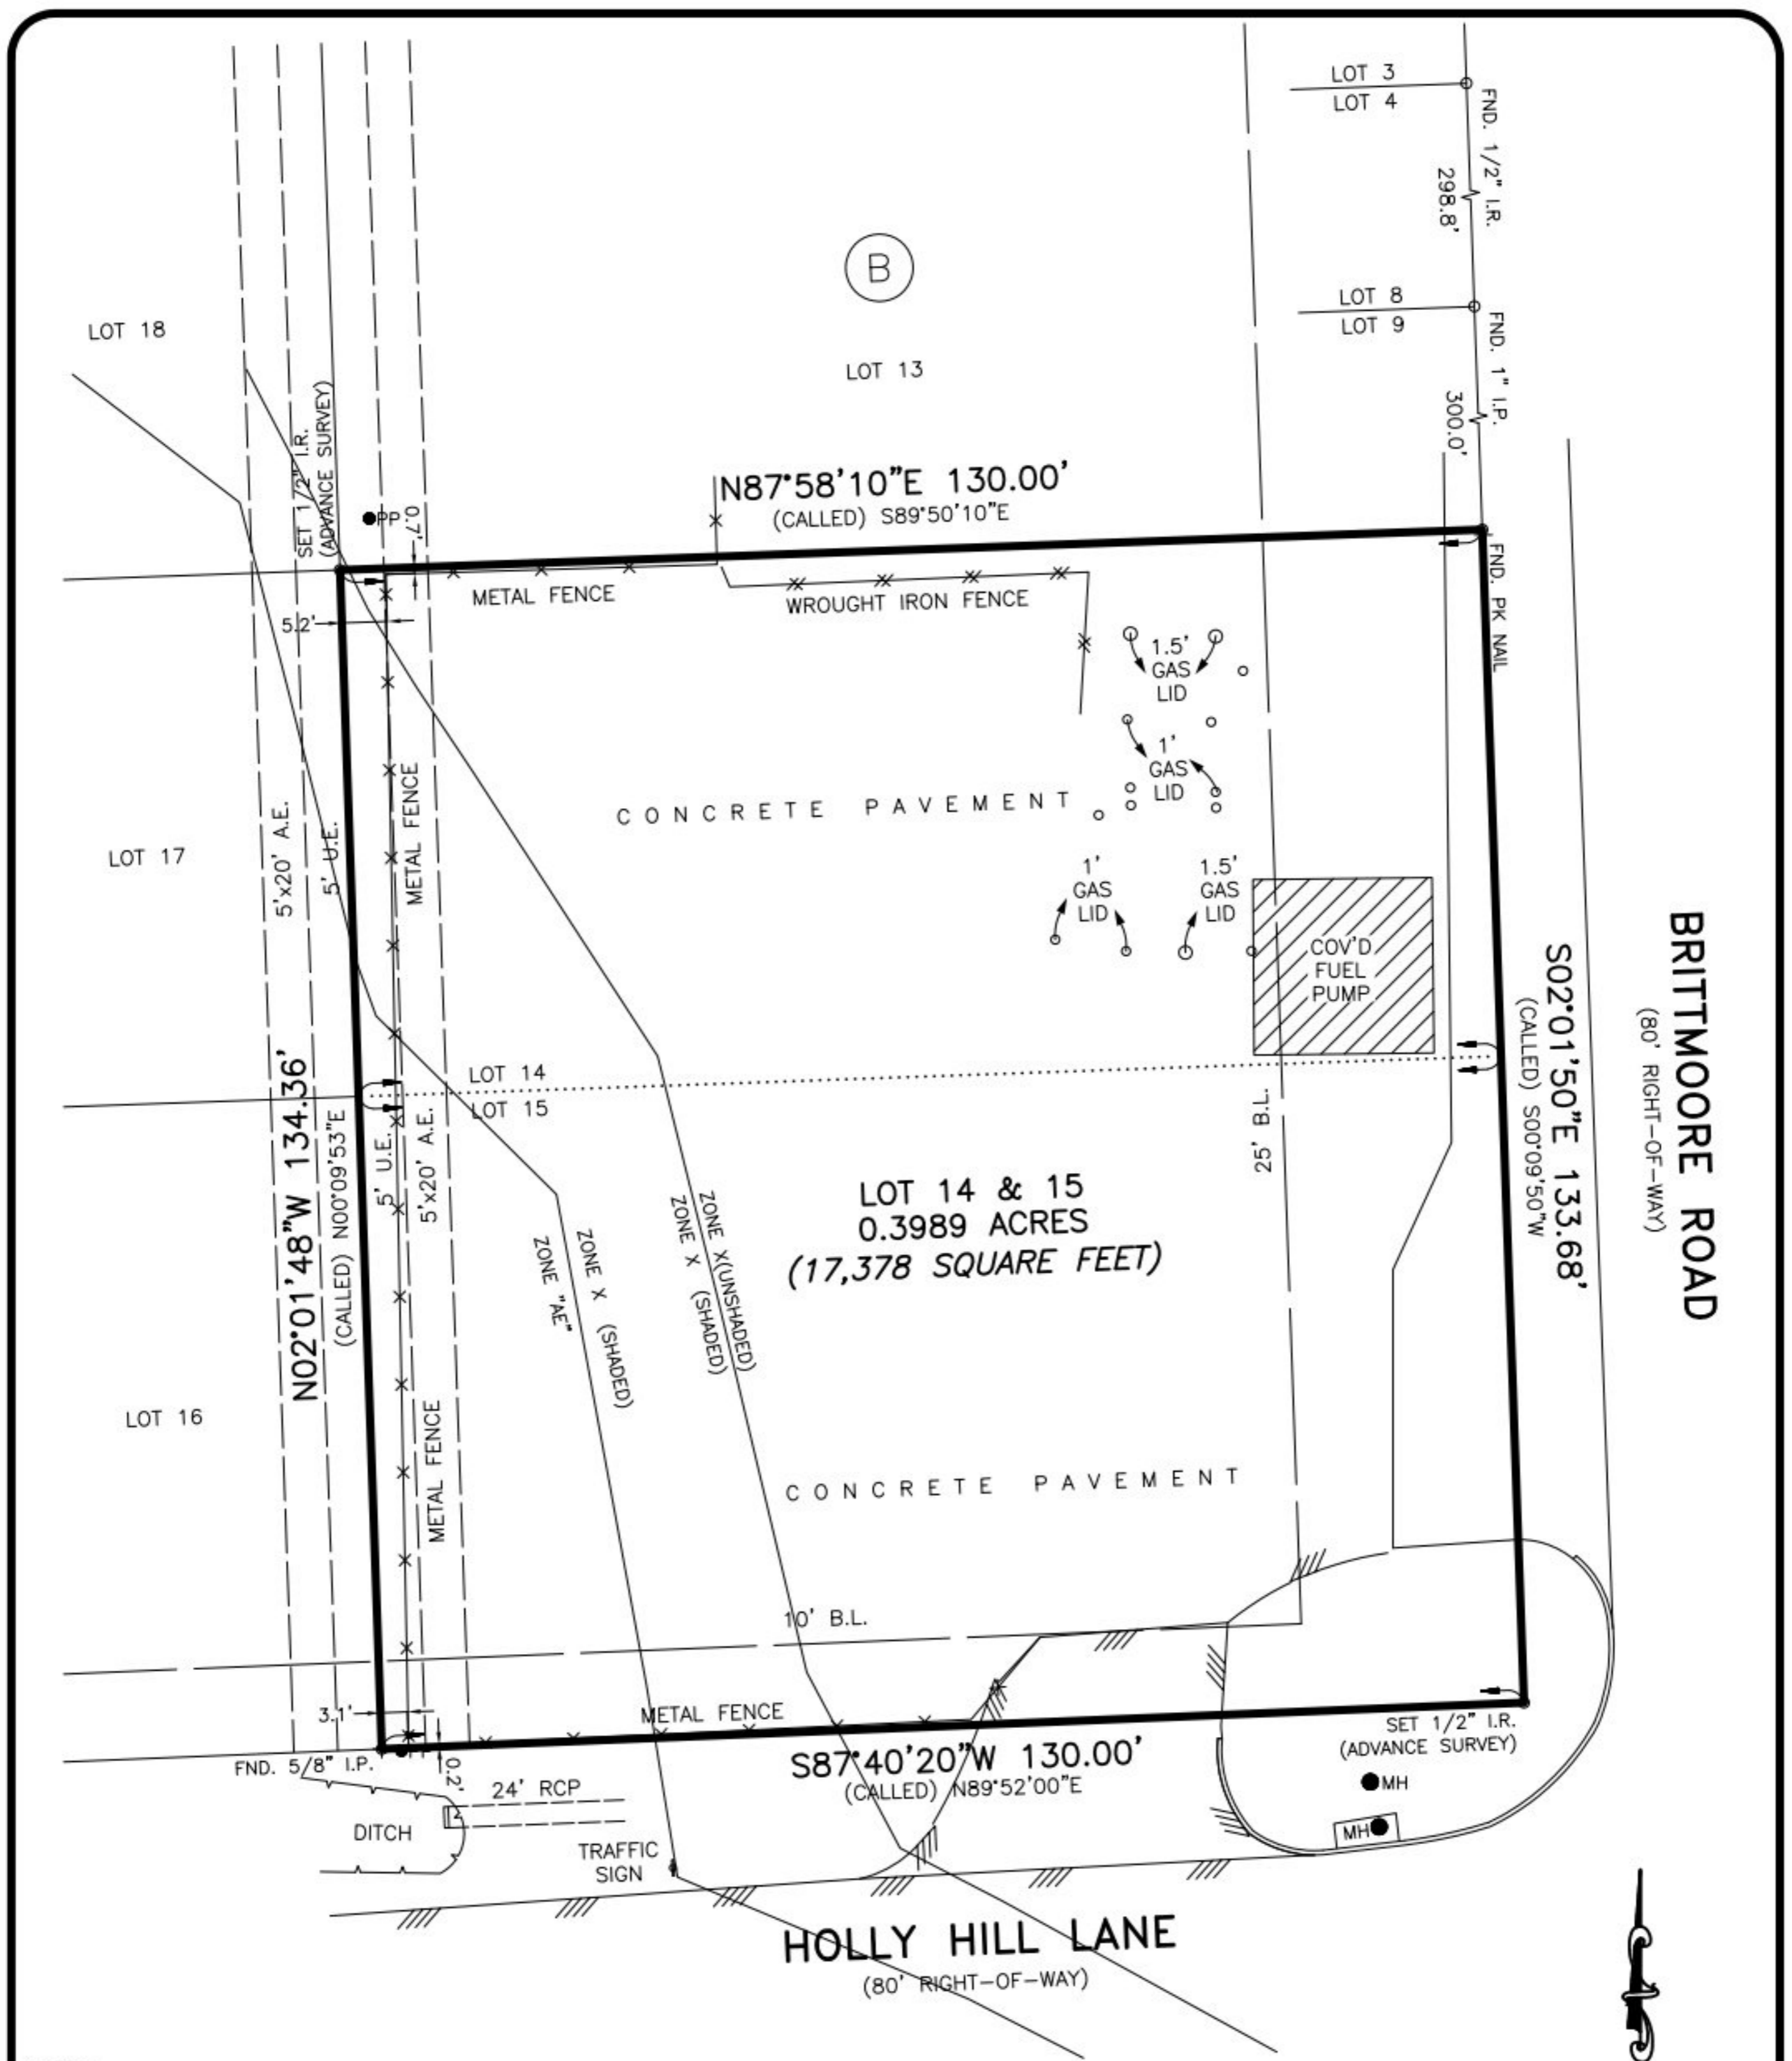 LOT 3
LOT 4
FND. 1/2" I.R.
298.8'
B
LOT 8
LOT 9
FND. 1" I.P.
300.0'
LOT 18
LOT 13
SET 1/2" I.R.
(ADVANCE SURVEY)
PP
0.7'
N87°58'10"E 130.00'
(CALLED) S89°50'10"E
FND. PK NAIL
METAL FENCE
WROUGHT IRON FENCE
5.2'
1.5'
GAS
LID
1'
GAS
LID
CONCRETE PAVEMENT
METAL FENCE
5'x20' A.E.
5' U.E.
LOT 17
1'
GAS
LID
1.5'
GAS
LID
COV'D
FUEL
PUMP
BRITTMOORE ROAD
(80' RIGHT-OF-WAY)
S02°01'50"E 133.68'
(CALLED) S00°09'50"W
LOT 14
LOT 15
25' B.L.
N02°01'48"W 134.36'
(CALLED) N00°09'53"E
5' U.E.
5'x20' A.E.
LOT 14 & 15
0.3989 ACRES
(17,378 SQUARE FEET)
ZONE X(UNSHADED)
ZONE X (SHADED)
ZONE X (SHADED)
ZONE "AE"
LOT 16
METAL FENCE
CONCRETE PAVEMENT
10' B.L.
3.1'
METAL FENCE
SET 1/2" I.R.
(ADVANCE SURVEY)
FND. 5/8" I.P.
0.2'
S87°40'20"W 130.00'
(CALLED) N89°52'00"E
MH
MH
24' RCP
DITCH
TRAFFIC
SIGN
HOLLY HILL LANE
(80' RIGHT-OF-WAY)